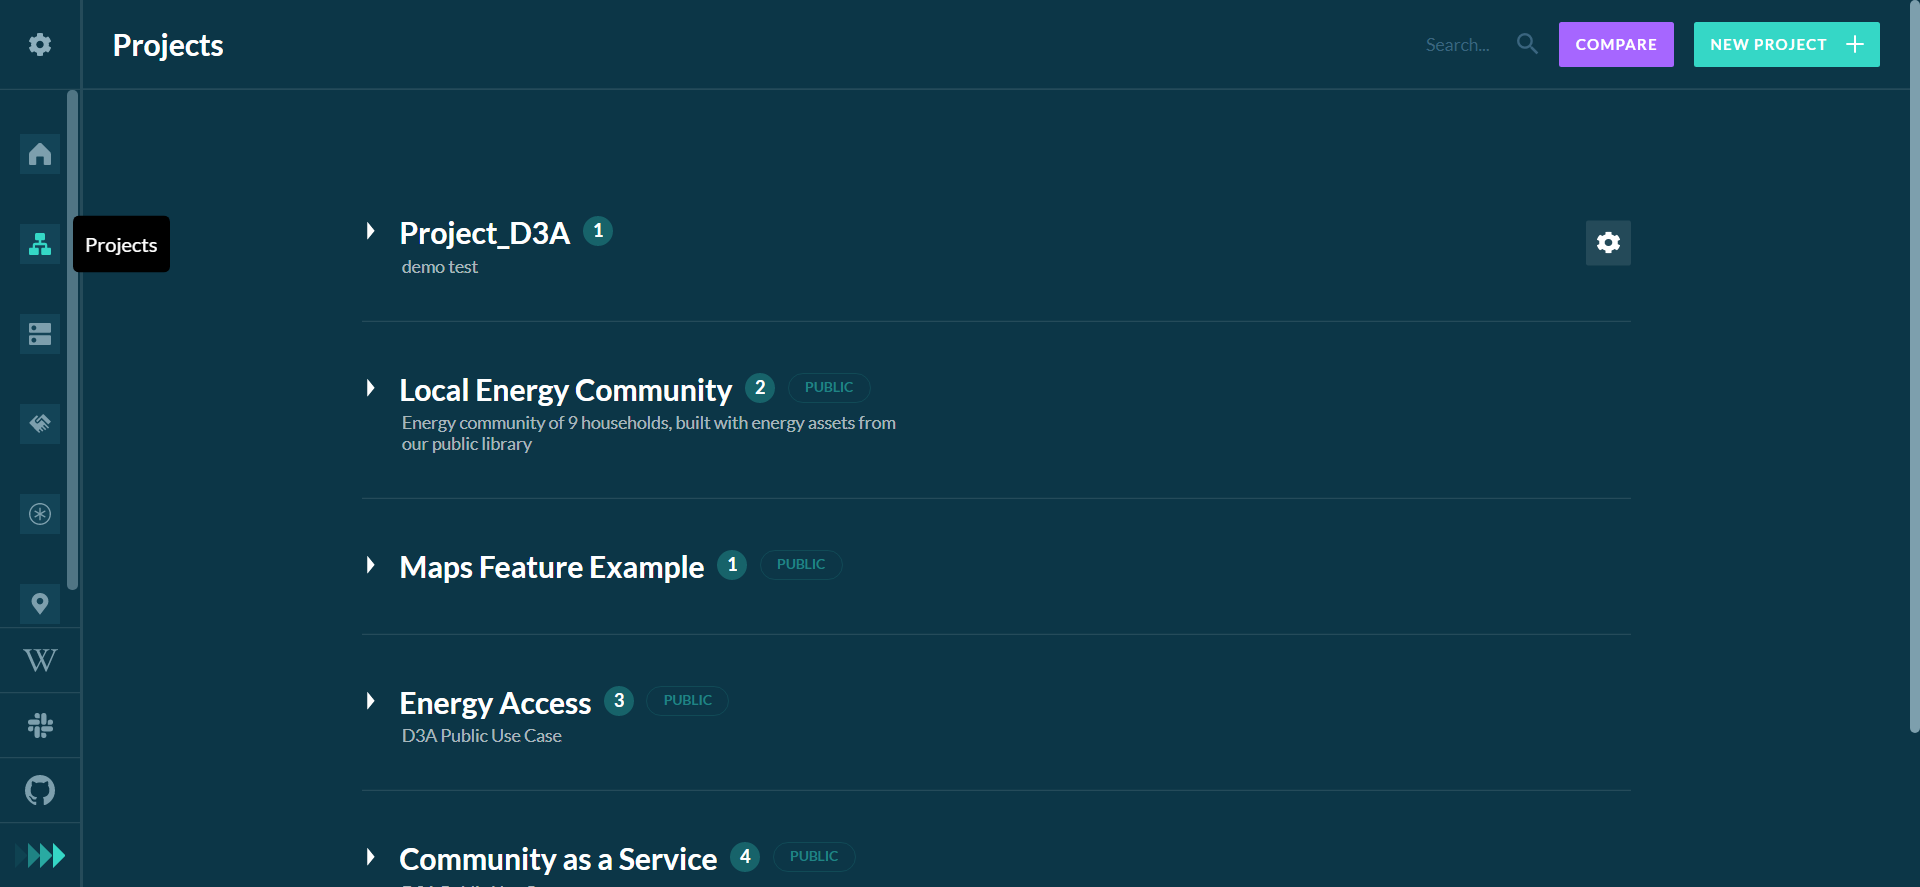 Projects
Search...
COMPARE
NEW PROJECT
Projects
Project_D3A 1
demo test
Local Energy Community 2 PUBLIC
Energy community of 9 households, built with energy assets from
our public library
Maps Feature Example 1 PUBLIC
Energy Access 3 PUBLIC
D3A Public Use Case
Community as a Service 4 PUBLIC
W